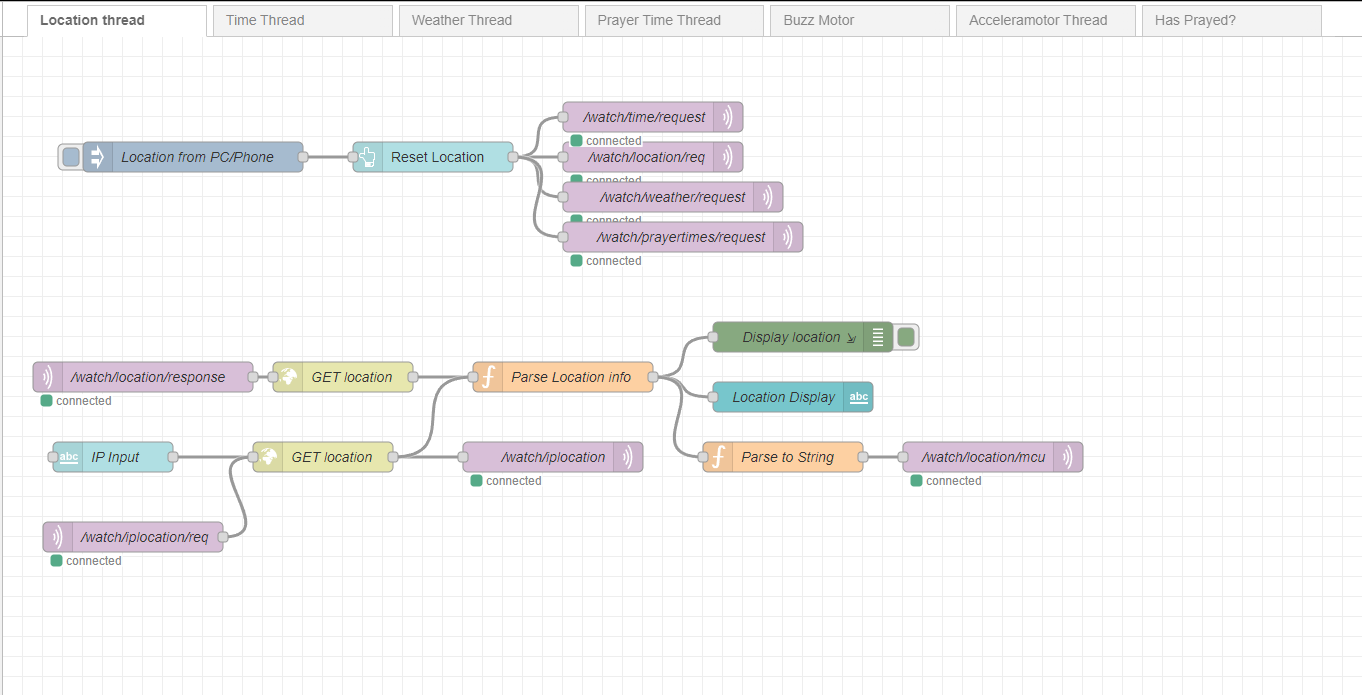 Location thread
Time Thread
Weather Thread
Prayer Time Thread
Buzz Motor
Acceleramotor Thread
Has Prayed?
/watch/time/request
connected
Location from PC/Phone
Reset Location
/watch/location/req
connected
/watch/weather/request
connected
/watch/prayertimes/request
connected
Display location
/watch/location/response
connected
GET location
Parse Location info
Location Display
abc
abc
IP Input
GET location
/watch/iplocation
connected
Parse to String
/watch/location/mcu
connected
/watch/iplocation/req
connected